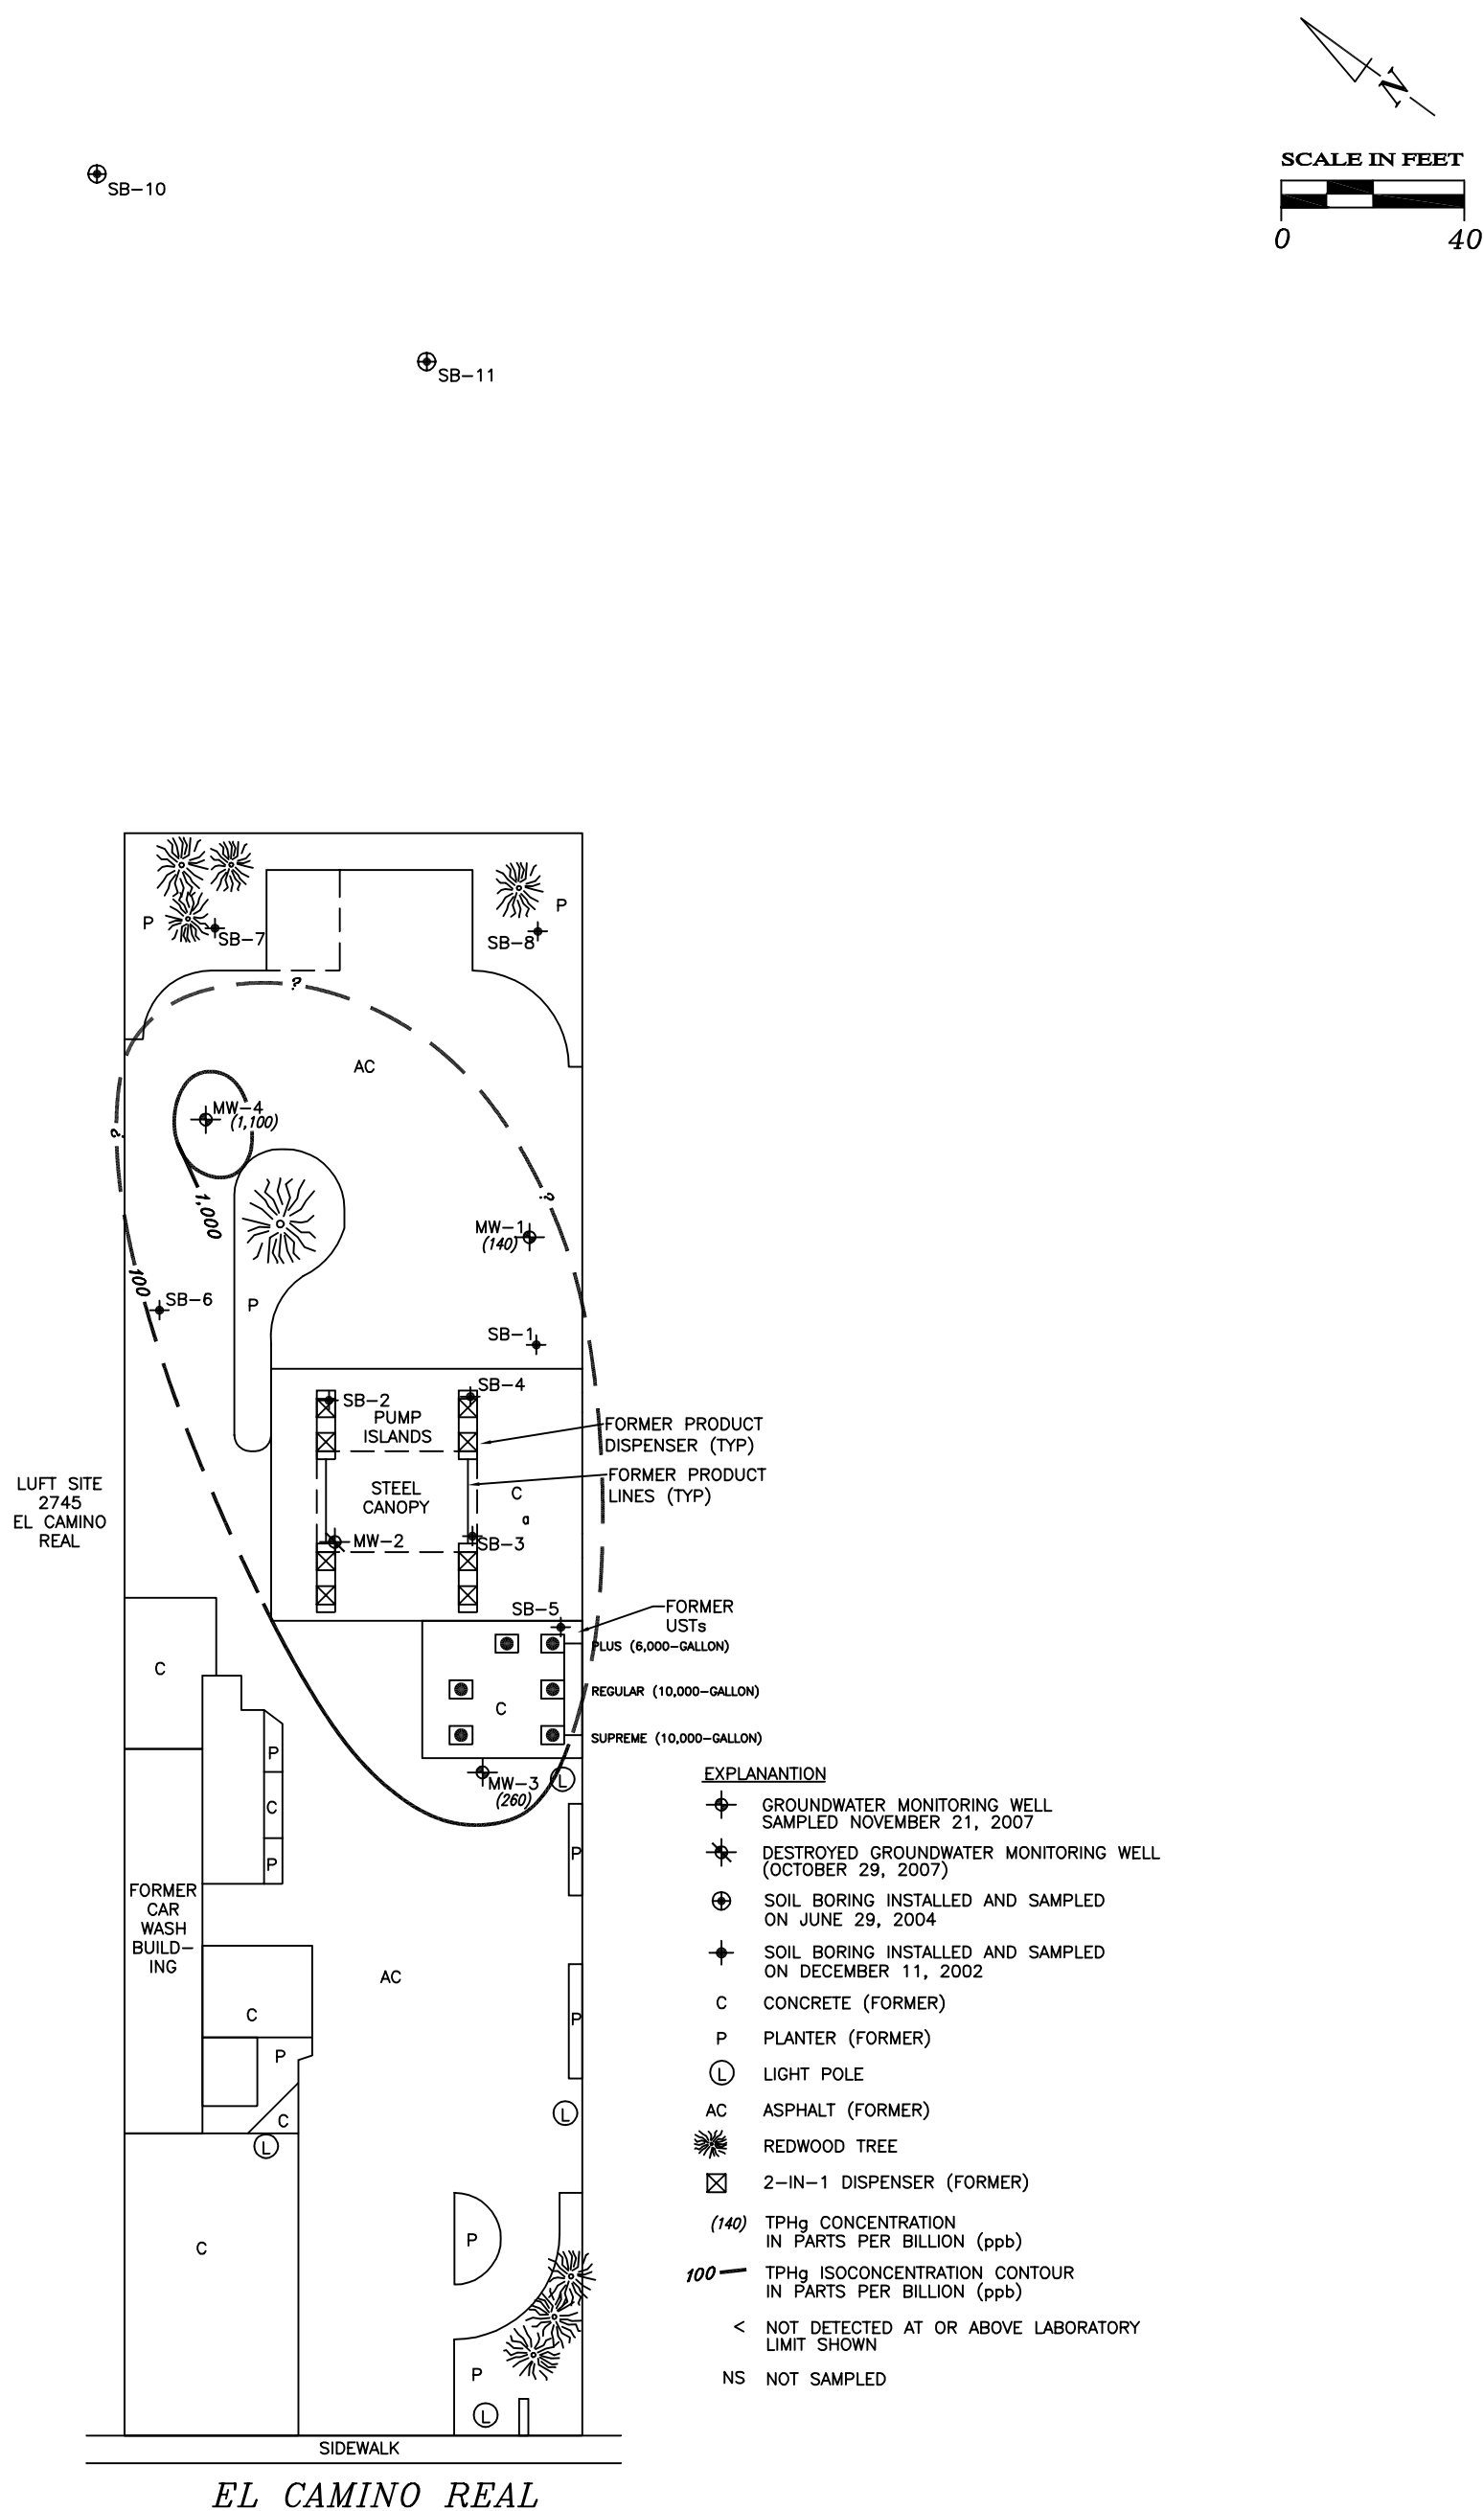 N
SCALE IN FEET
0 40
SB-10
SB-11
P
SB-7
SB-8
P
?
AC
MW-4
(1,100)
?
1,000
?
MW-1
(140)
100
SB-6
P
SB-1
SB-4
SB-2
PUMP
ISLANDS
FORMER PRODUCT
DISPENSER (TYP)
STEEL
CANOPY
FORMER PRODUCT
LINES (TYP)
C
a
LUFT SITE
2745
EL CAMINO
REAL
MW-2
SB-3
SB-5
FORMER
USTs
PLUS (6,000-GALLON)
C
REGULAR (10,000-GALLON)
C
SUPREME (10,000-GALLON)
P
MW-3
(260)
L
C
P
P
FORMER
CAR
WASH
BUILD-
ING
AC
C
P
P
C
L
L
C
P
P
L
EXPLANANTION
GROUNDWATER MONITORING WELL
SAMPLED NOVEMBER 21, 2007
DESTROYED GROUNDWATER MONITORING WELL
(OCTOBER 29, 2007)
SOIL BORING INSTALLED AND SAMPLED
ON JUNE 29, 2004
SOIL BORING INSTALLED AND SAMPLED
ON DECEMBER 11, 2002
C CONCRETE (FORMER)
P PLANTER (FORMER)
L LIGHT POLE
AC ASPHALT (FORMER)
REDWOOD TREE
2-IN-1 DISPENSER (FORMER)
(140) TPHg CONCENTRATION
IN PARTS PER BILLION (ppb)
100 TPHg ISOCONCENTRATION CONTOUR
IN PARTS PER BILLION (ppb)
< NOT DETECTED AT OR ABOVE LABORATORY
LIMIT SHOWN
NS NOT SAMPLED
SIDEWALK
EL CAMINO REAL